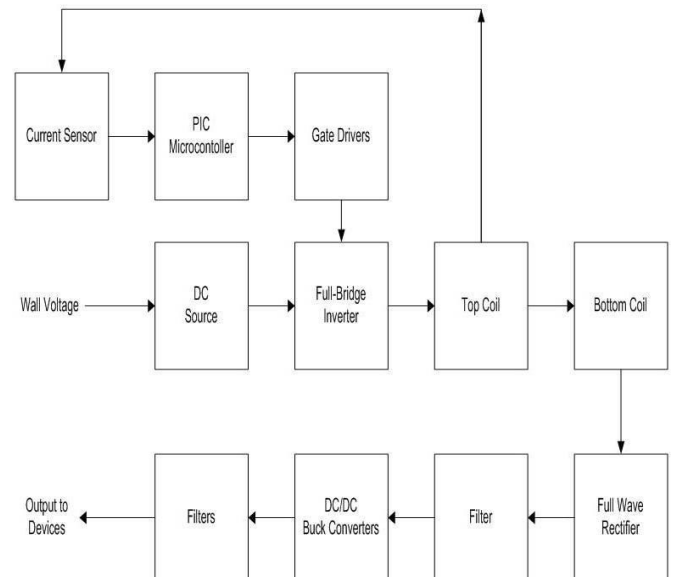 Current Sensor
PIC
Microcontoller
Gate Drivers
Wall Voltage
DC
Source
Full-Bridge
Inverter
Top Coil
Bottom Coil
Output to
Devices
Filters
DC/DC
Buck Converters
Filter
Full Wave
Rectifier